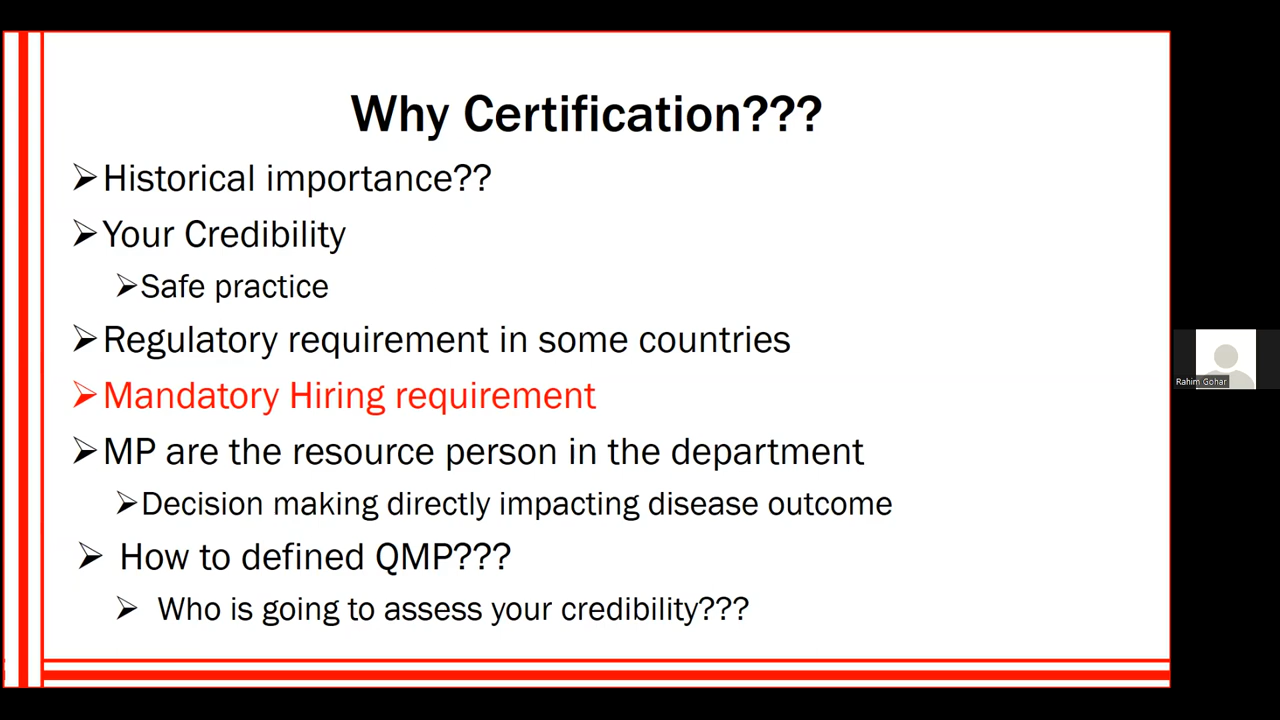 Why Certification???
➢Historical importance??
➢Your Credibility
➢Safe practice
➢Regulatory requirement in some countries
➢Mandatory Hiring requirement
➢MP are the resource person in the department
➢Decision making directly impacting disease outcome
➢ How to defined QMP???
➢ Who is going to assess your credibility???
Rahim Gohar